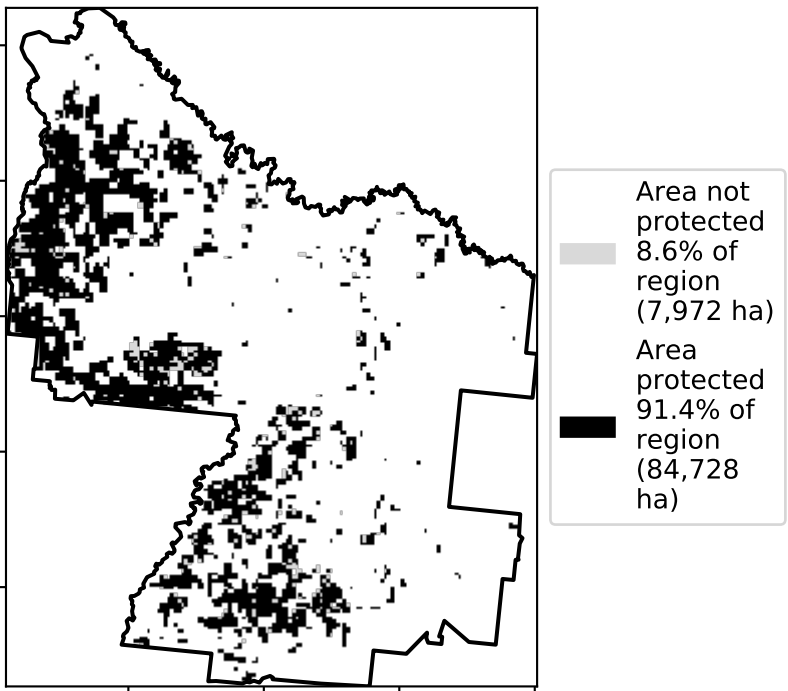 Area not
protected
8.6% of
region
(7,972 ha)
Area
protected
91.4% of
region
(84,728
ha)